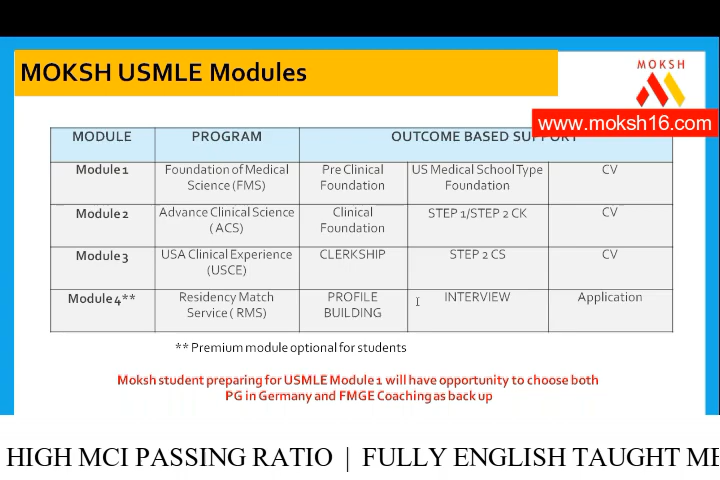 MOKSH USMLE Modules
MOKSH
www.moksh16.com
MODULE PROGRAM OUTCOME BASED SUPPORT
Module 1 Foundation of Medical Science (FMS) Pre Clinical Foundation US Medical School Type Foundation CV
Module 2 Advance Clinical Science (ACS) Clinical Foundation STEP 1/STEP 2 CK CV
Module 3 USA Clinical Experience (USCE) CLERKSHIP STEP 2 CS CV
Module 4** Residency Match Service ( RMS) PROFILE BUILDING INTERVIEW Application
** Premium module optional for students
Moksh student preparing for USMLE Module 1 will have opportunity to choose both
PG in Germany and FMGE Coaching as back up
HIGH MCI PASSING RATIO | FULLY ENGLISH TAUGHT ME